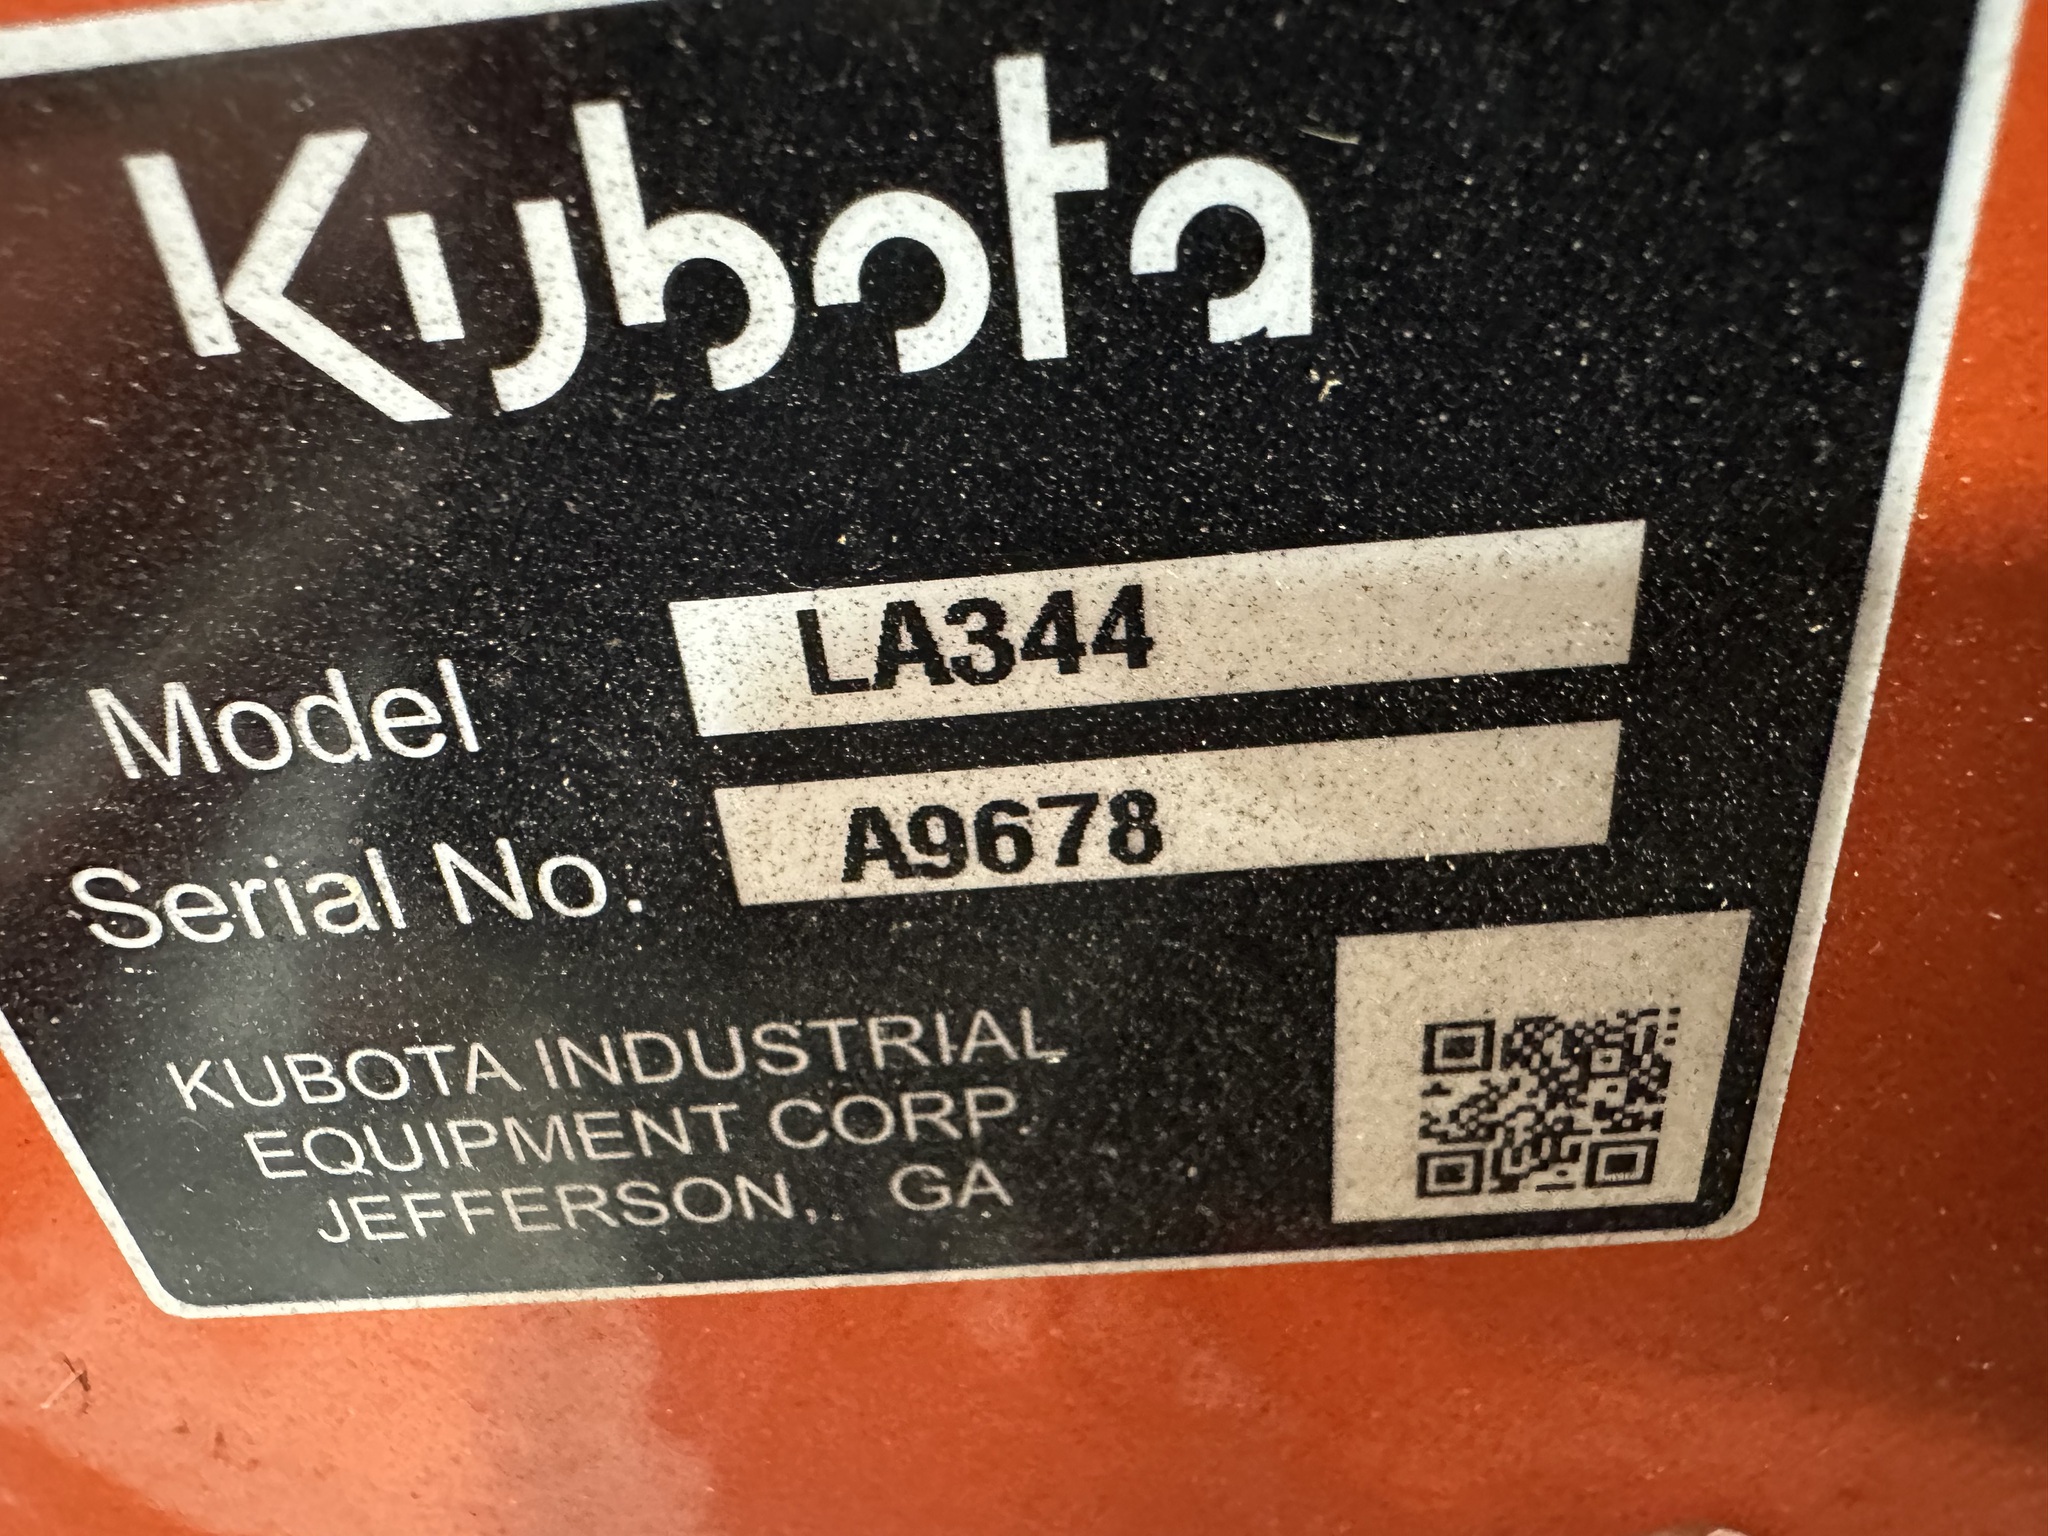 Kubota
Model LA344
Serial No. A9678
KUBOTA INDUSTRIAL
EQUIPMENT CORP.
JEFFERSON, GA